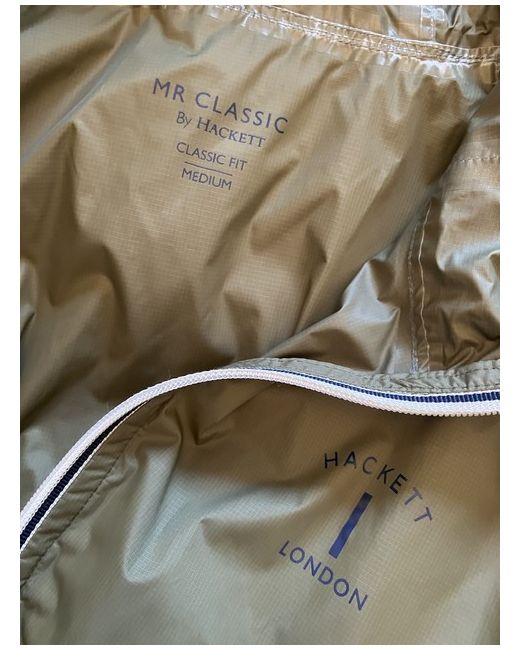 MR CLASSIC
By HACKETT
CLASSIC FIT
MEDIUM
HACKETT
LONDON